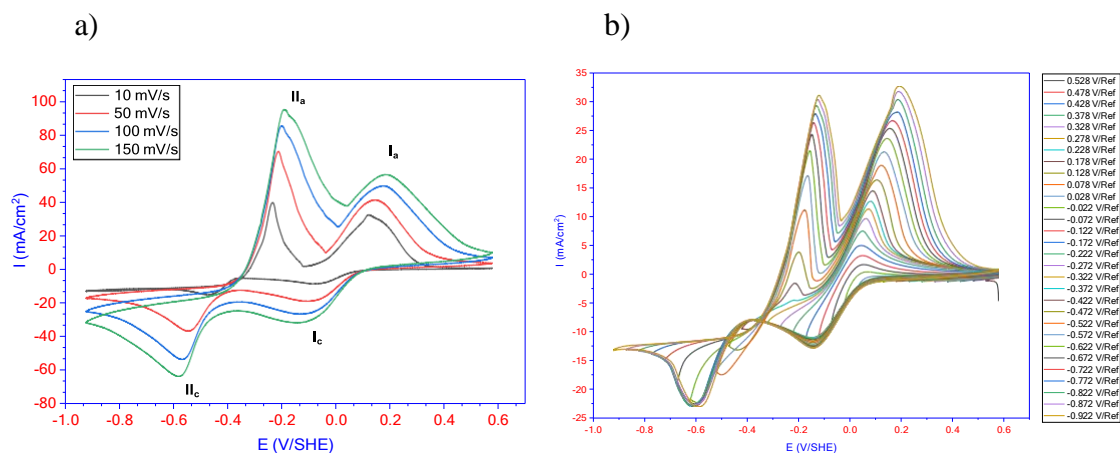 a)
100
80
60
40
20
0
-20
-40
-60
-80
I (mA/cm²)
10 mV/s
50 mV/s
100 mV/s
150 mV/s
IIa
Ia
Ic
IIc
-1.0 -0.8 -0.6 -0.4 -0.2 0.0 0.2 0.4 0.6
E (V/SHE)
b)
35
30
25
20
15
10
5
0
-5
-10
-15
-20
-25
I (mA/cm²)
-1.0 -0.8 -0.6 -0.4 -0.2 0.0 0.2 0.4 0.6
E (V/SHE)
0.528 V/Ref
0.478 V/Ref
0.428 V/Ref
0.378 V/Ref
0.328 V/Ref
0.278 V/Ref
0.228 V/Ref
0.178 V/Ref
0.128 V/Ref
0.078 V/Ref
0.028 V/Ref
-0.022 V/Ref
-0.072 V/Ref
-0.122 V/Ref
-0.172 V/Ref
-0.222 V/Ref
-0.272 V/Ref
-0.322 V/Ref
-0.372 V/Ref
-0.422 V/Ref
-0.472 V/Ref
-0.522 V/Ref
-0.572 V/Ref
-0.622 V/Ref
-0.672 V/Ref
-0.722 V/Ref
-0.772 V/Ref
-0.822 V/Ref
-0.872 V/Ref
-0.922 V/Ref